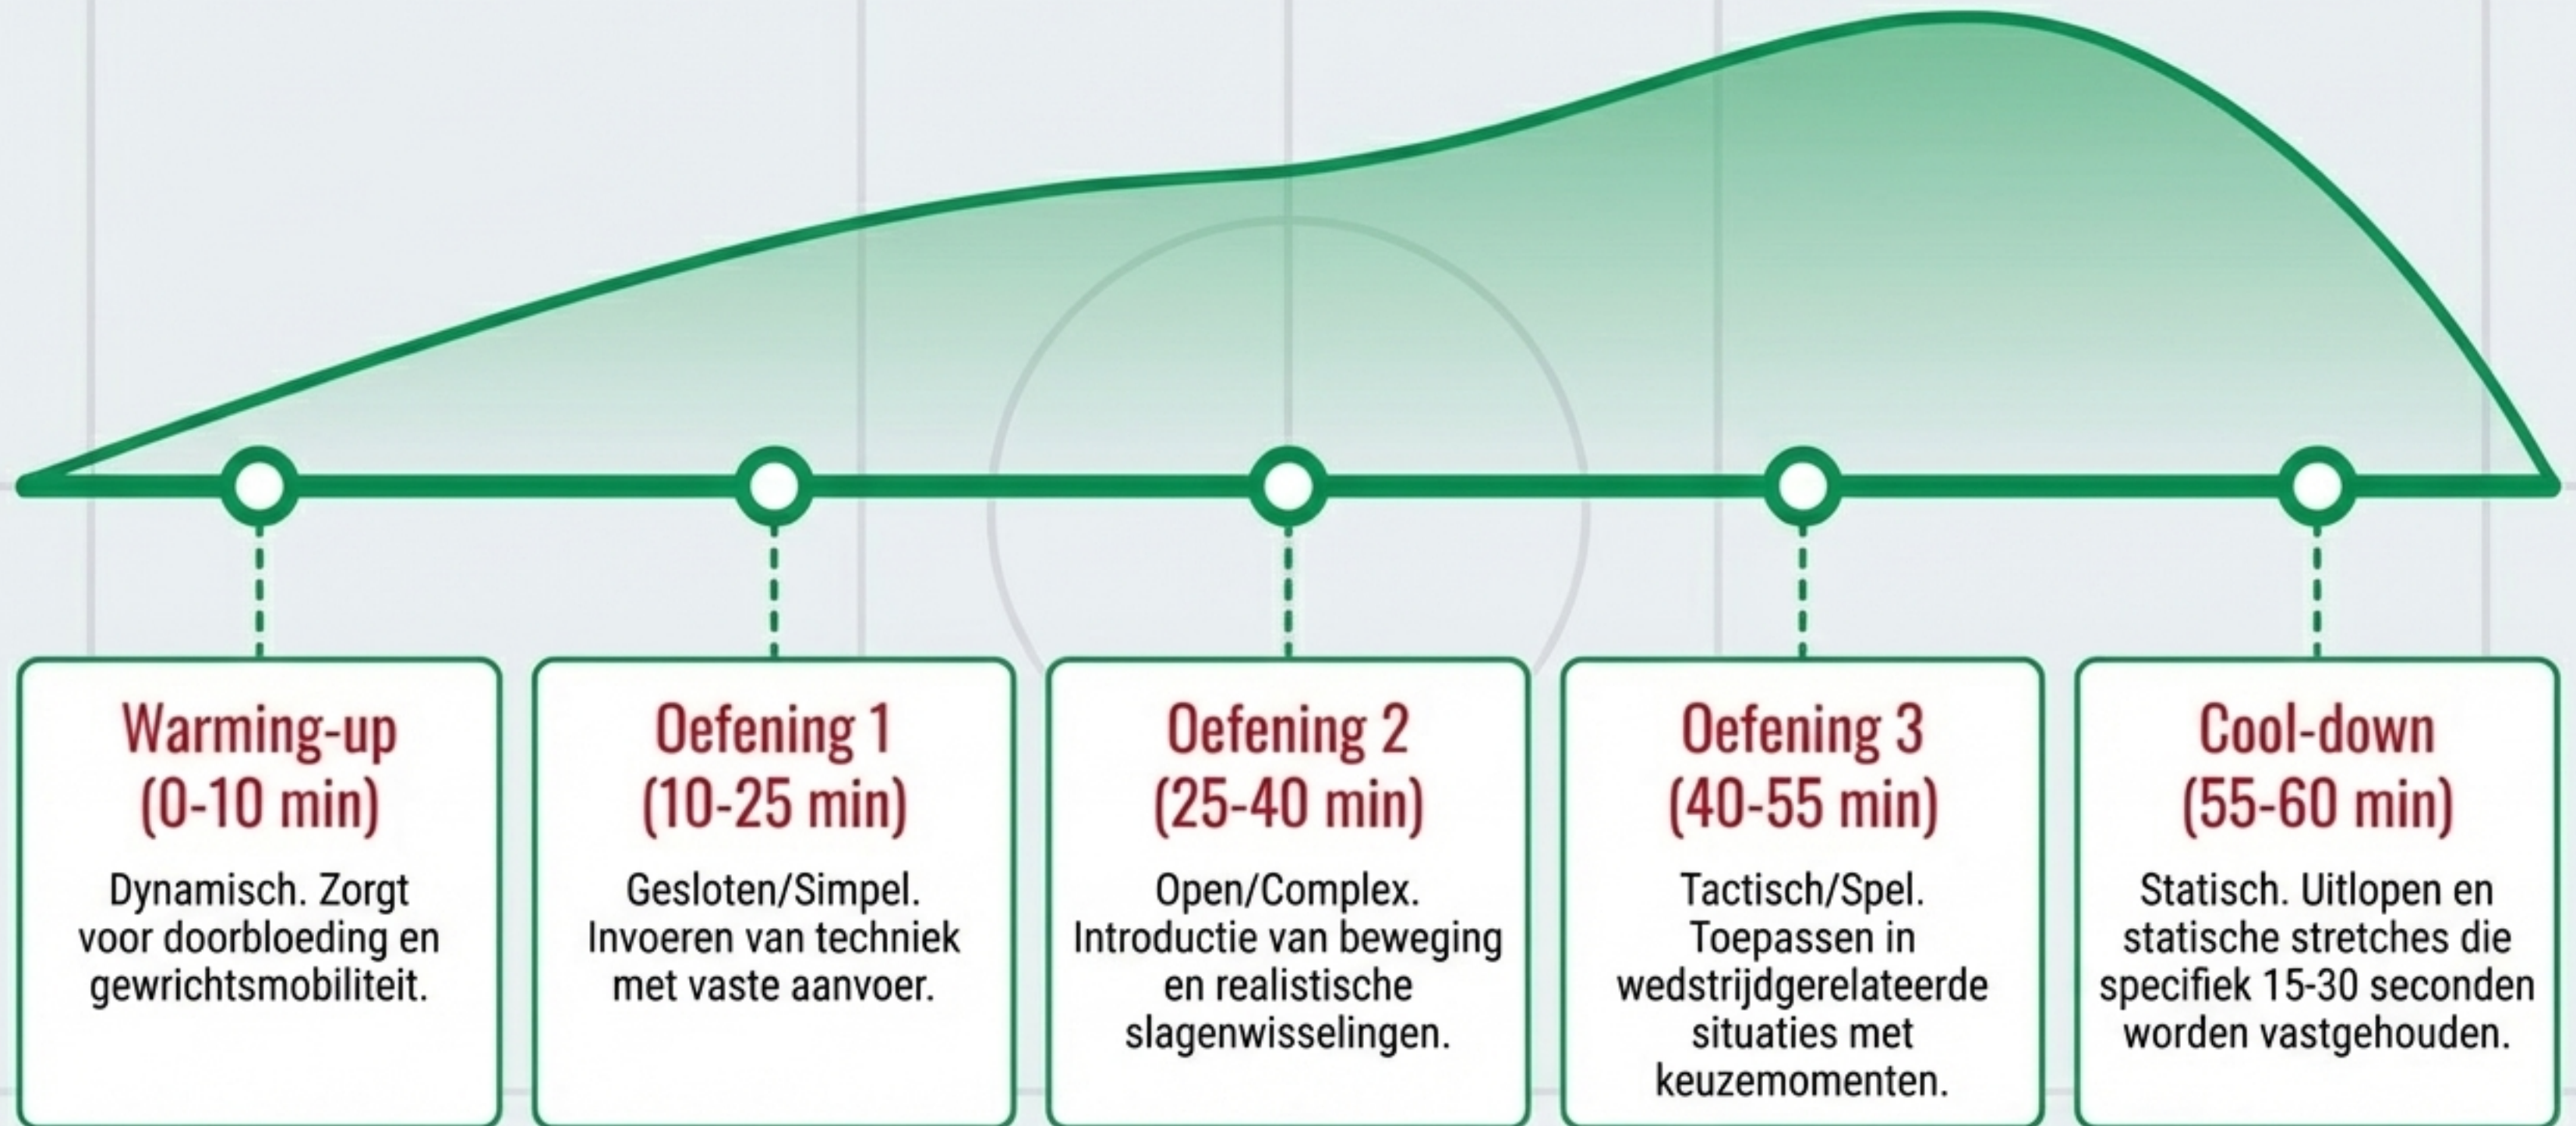 Warming-up
(0-10 min)
Dynamisch. Zorgt
voor doorbloeding en
gewrichtsmobiliteit.
Oefening 1
(10-25 min)
Gesloten/Simpel.
Invoeren van techniek
met vaste aanvoer.
Oefening 2
(25-40 min)
Open/Complex.
Introductie van beweging
en realistische
slagenwisselingen.
Oefening 3
(40-55 min)
Tactisch/Spel.
Toepassen in
wedstrijdgerelateerde
situaties met
keuzemomenten.
Cool-down
(55-60 min)
Statisch. Uitlopen en
statische stretches die
specifiek 15-30 seconden
worden vastgehouden.